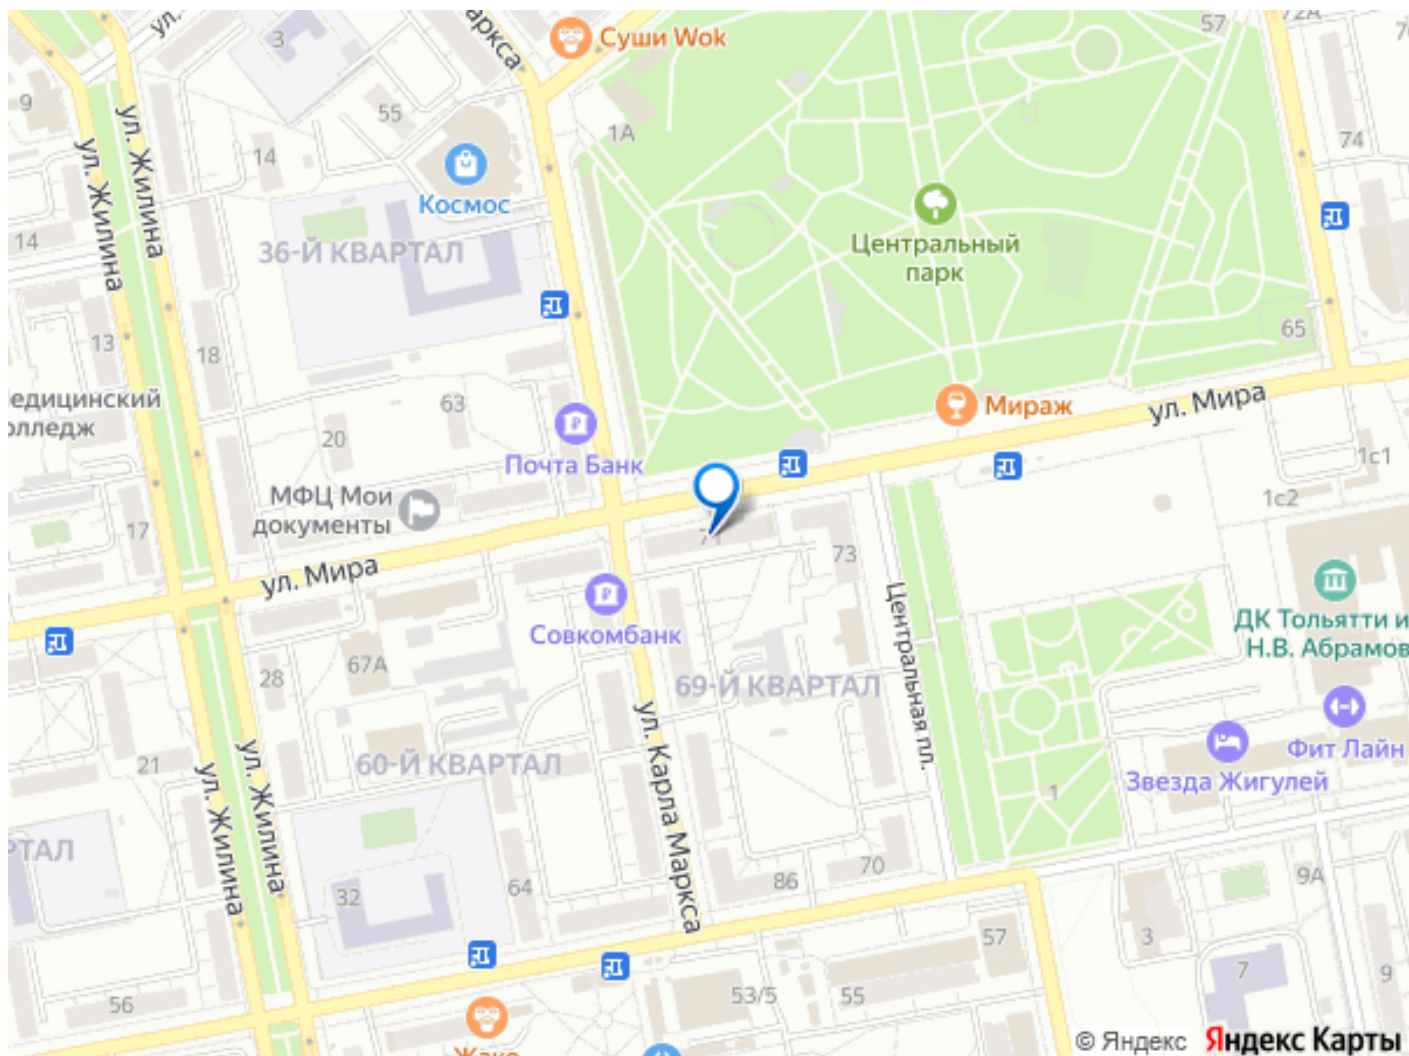 ул.
3
аркса
Суши Wok
57
72А
9
55
1А
14
ул. Жилина
ул. Жилина
74
Космос
14
36-Й КВАРТАЛ
Центральный
парк
13
18
65
едицинский
олледж
63
20
Мираж
ул. Мира
Почта Банк
1с1
1с2
МФЦ Мои
документы
17
71
73
ул. Мира
Совкомбанк
Центральная пл.
ДК Тольятти и
Н.В. Абрамов
67А
28
69-Й КВАРТАЛ
ул. Карла Маркса
Фит Лайн
Звезда Жигулей
21
60-Й КВАРТАЛ
ул. Жилина
ул. Жилина
1
РТАЛ
32
64
86
70
9А
57
3
7
9
56
53/5
55
Жако
© Яндекс Яндекс Карты